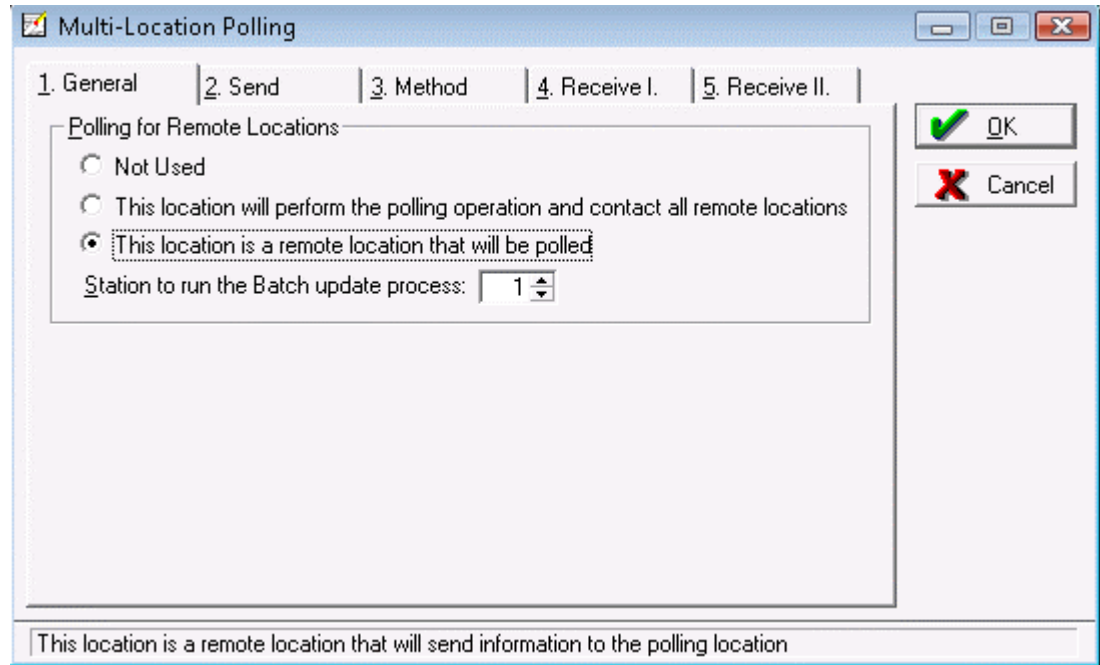 Multi-Location Polling
1. General 2. Send 3. Method 4. Receive I. 5. Receive II.
Polling for Remote Locations
OK
Not Used
Cancel
This location will perform the polling operation and contact all remote locations
This location is a remote location that will be polled
Station to run the Batch update process: 1
This location is a remote location that will send information to the polling location